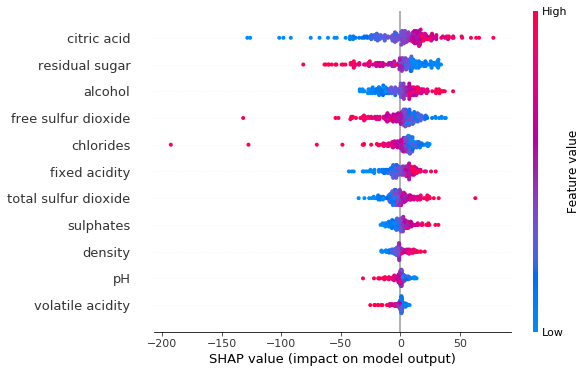 High
citric acid
residual sugar
alcohol
free sulfur dioxide
chlorides
fixed acidity
total sulfur dioxide
sulphates
density
pH
volatile acidity
Feature value
Low
−200
−150
−100
−50
0
50
SHAP value (impact on model output)